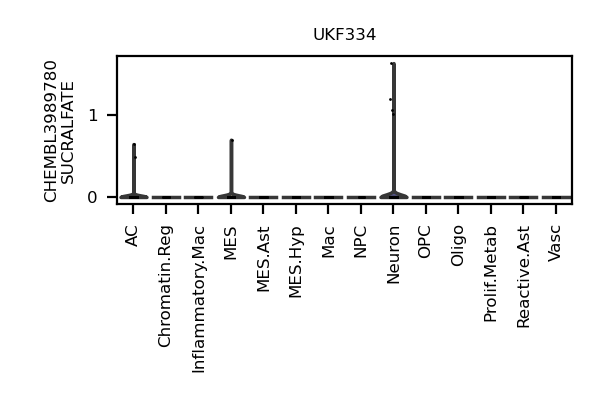 UKF334
CHEMBL3989780
SUCRALFATE
1
0
AC
Chromatin.Reg
Inflammatory.Mac
MES
MES.Ast
MES.Hyp
Mac
NPC
Neuron
OPC
Oligo
Prolif.Metab
Reactive.Ast
Vasc